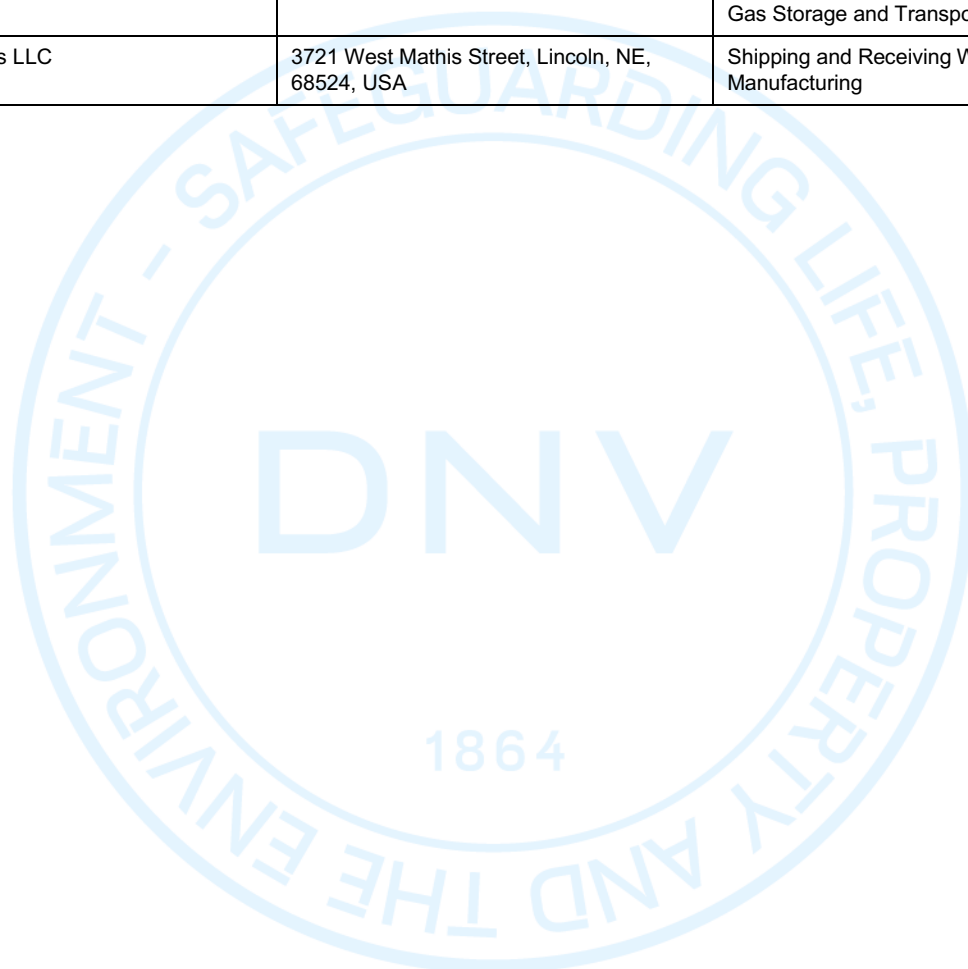 Gas Storage and Transpo
s LLC
3721 West Mathis Street, Lincoln, NE,
68524, USA
Shipping and Receiving W
Manufacturing
SAFEGUARDING LIFE, PROPERTY AND THE ENVIRONMENT -
DNV
1864